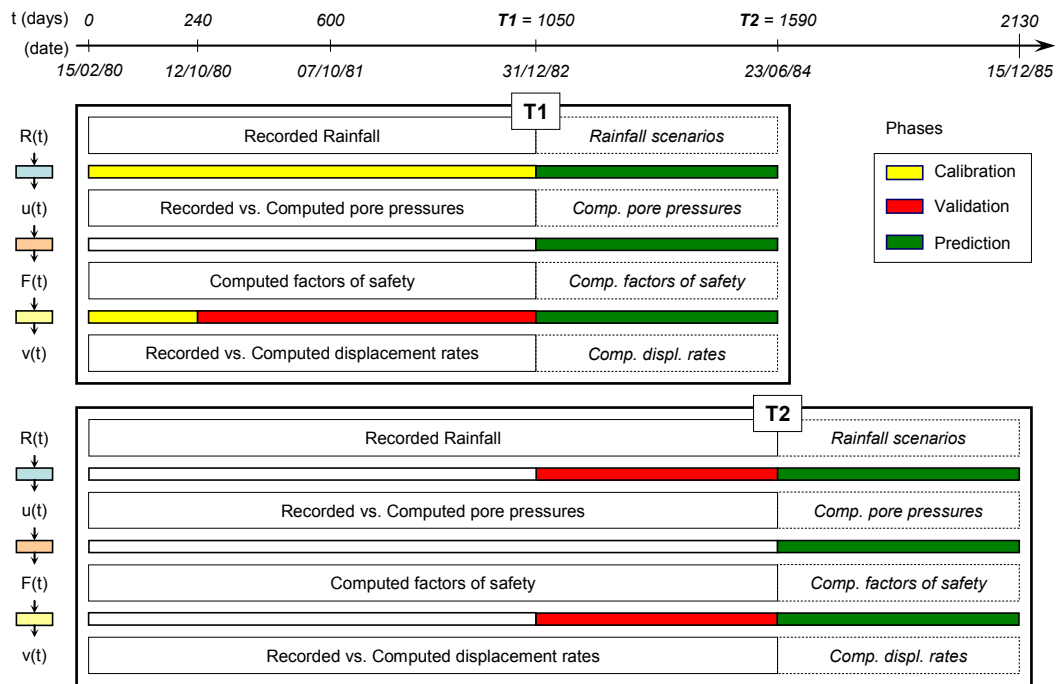 t (days) 0 240 600 T1 = 1050 T2 = 1590 2130
(date)
15/02/80 12/10/80 07/10/81 31/12/82 23/06/84 15/12/85
T1
R(t) Recorded Rainfall Rainfall scenarios
u(t) Recorded vs. Computed pore pressures Comp. pore pressures
F(t) Computed factors of safety Comp. factors of safety
v(t) Recorded vs. Computed displacement rates Comp. displ. rates
Phases
Calibration
Validation
Prediction
T2
R(t) Recorded Rainfall Rainfall scenarios
u(t) Recorded vs. Computed pore pressures Comp. pore pressures
F(t) Computed factors of safety Comp. factors of safety
v(t) Recorded vs. Computed displacement rates Comp. displ. rates